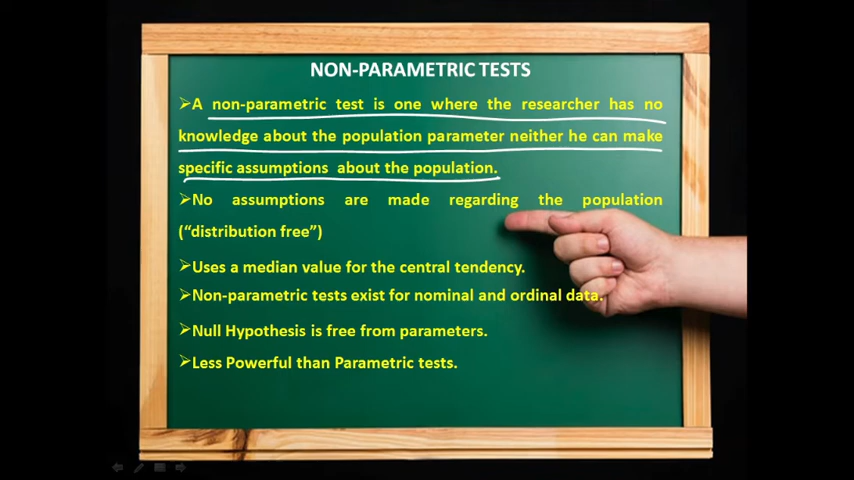 NON-PARAMETRIC TESTS
➢A non-parametric test is one where the researcher has no
knowledge about the population parameter neither he can make
specific assumptions about the population.
➢No assumptions are made regarding the population
(“distribution free”)
➢Uses a median value for the central tendency.
➢Non-parametric tests exist for nominal and ordinal data.
➢Null Hypothesis is free from parameters.
➢Less Powerful than Parametric tests.